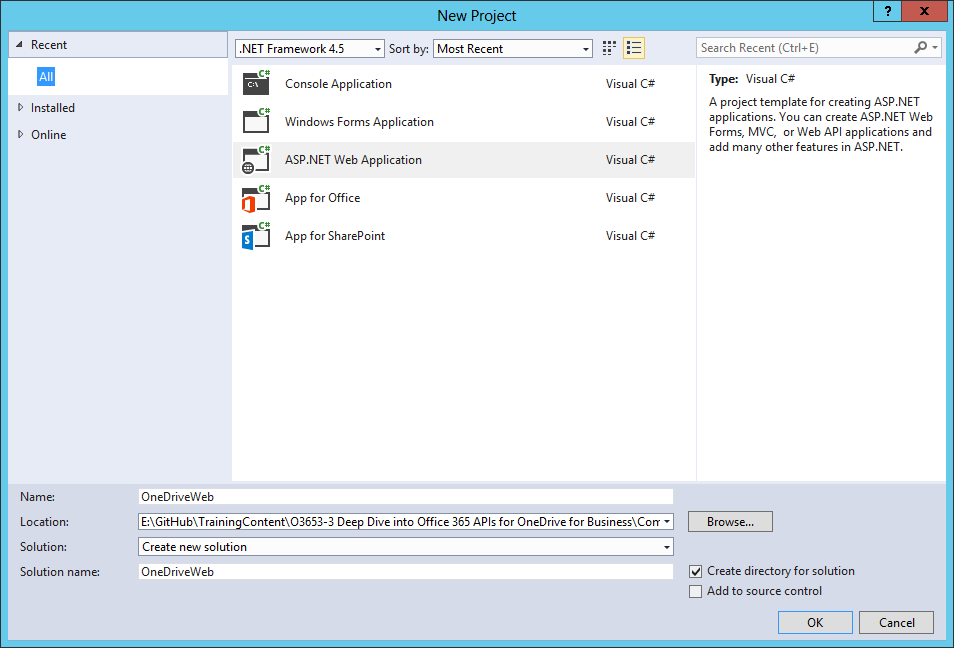 New Project
? x
Recent
.NET Framework 4.5 Sort by: Most Recent
Search Recent (Ctrl+E)
All
Installed
Online
C# Console Application Visual C#
C# Windows Forms Application Visual C#
C# ASP.NET Web Application Visual C#
C# App for Office Visual C#
C# App for SharePoint Visual C#
Type: Visual C#
A project template for creating ASP.NET
applications. You can create ASP.NET Web
Forms, MVC, or Web API applications and
add many other features in ASP.NET.
Name: OneDriveWeb
Location: E:\GitHub\TrainingContent\O3653-3 Deep Dive into Office 365 APIs for OneDrive for Business\Com
Browse...
Solution: Create new solution
Solution name: OneDriveWeb
Create directory for solution
Add to source control
OK Cancel